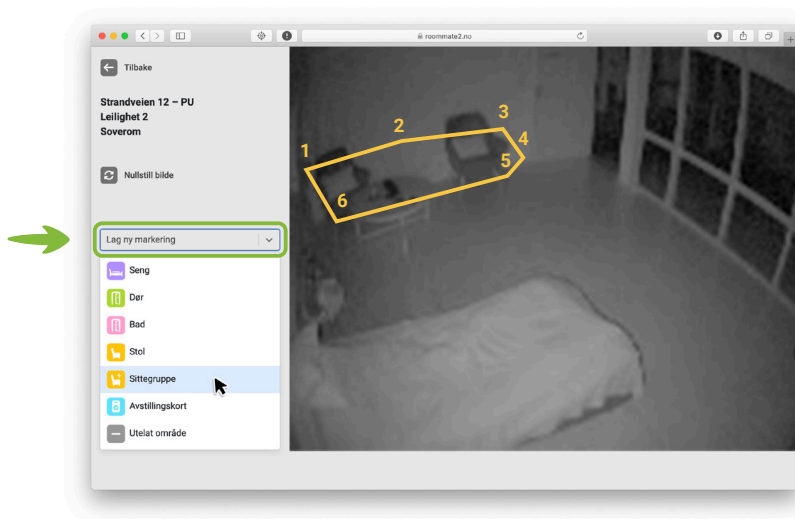 roommate2.no
Tilbake
Strandveien 12 – PU
Leilighet 2
Soverom
Nullstill bilde
Lag ny markering
Seng
Dør
Bad
Stol
Sittegruppe
Avstillingskort
Utelat område
1
2
3
4
5
6